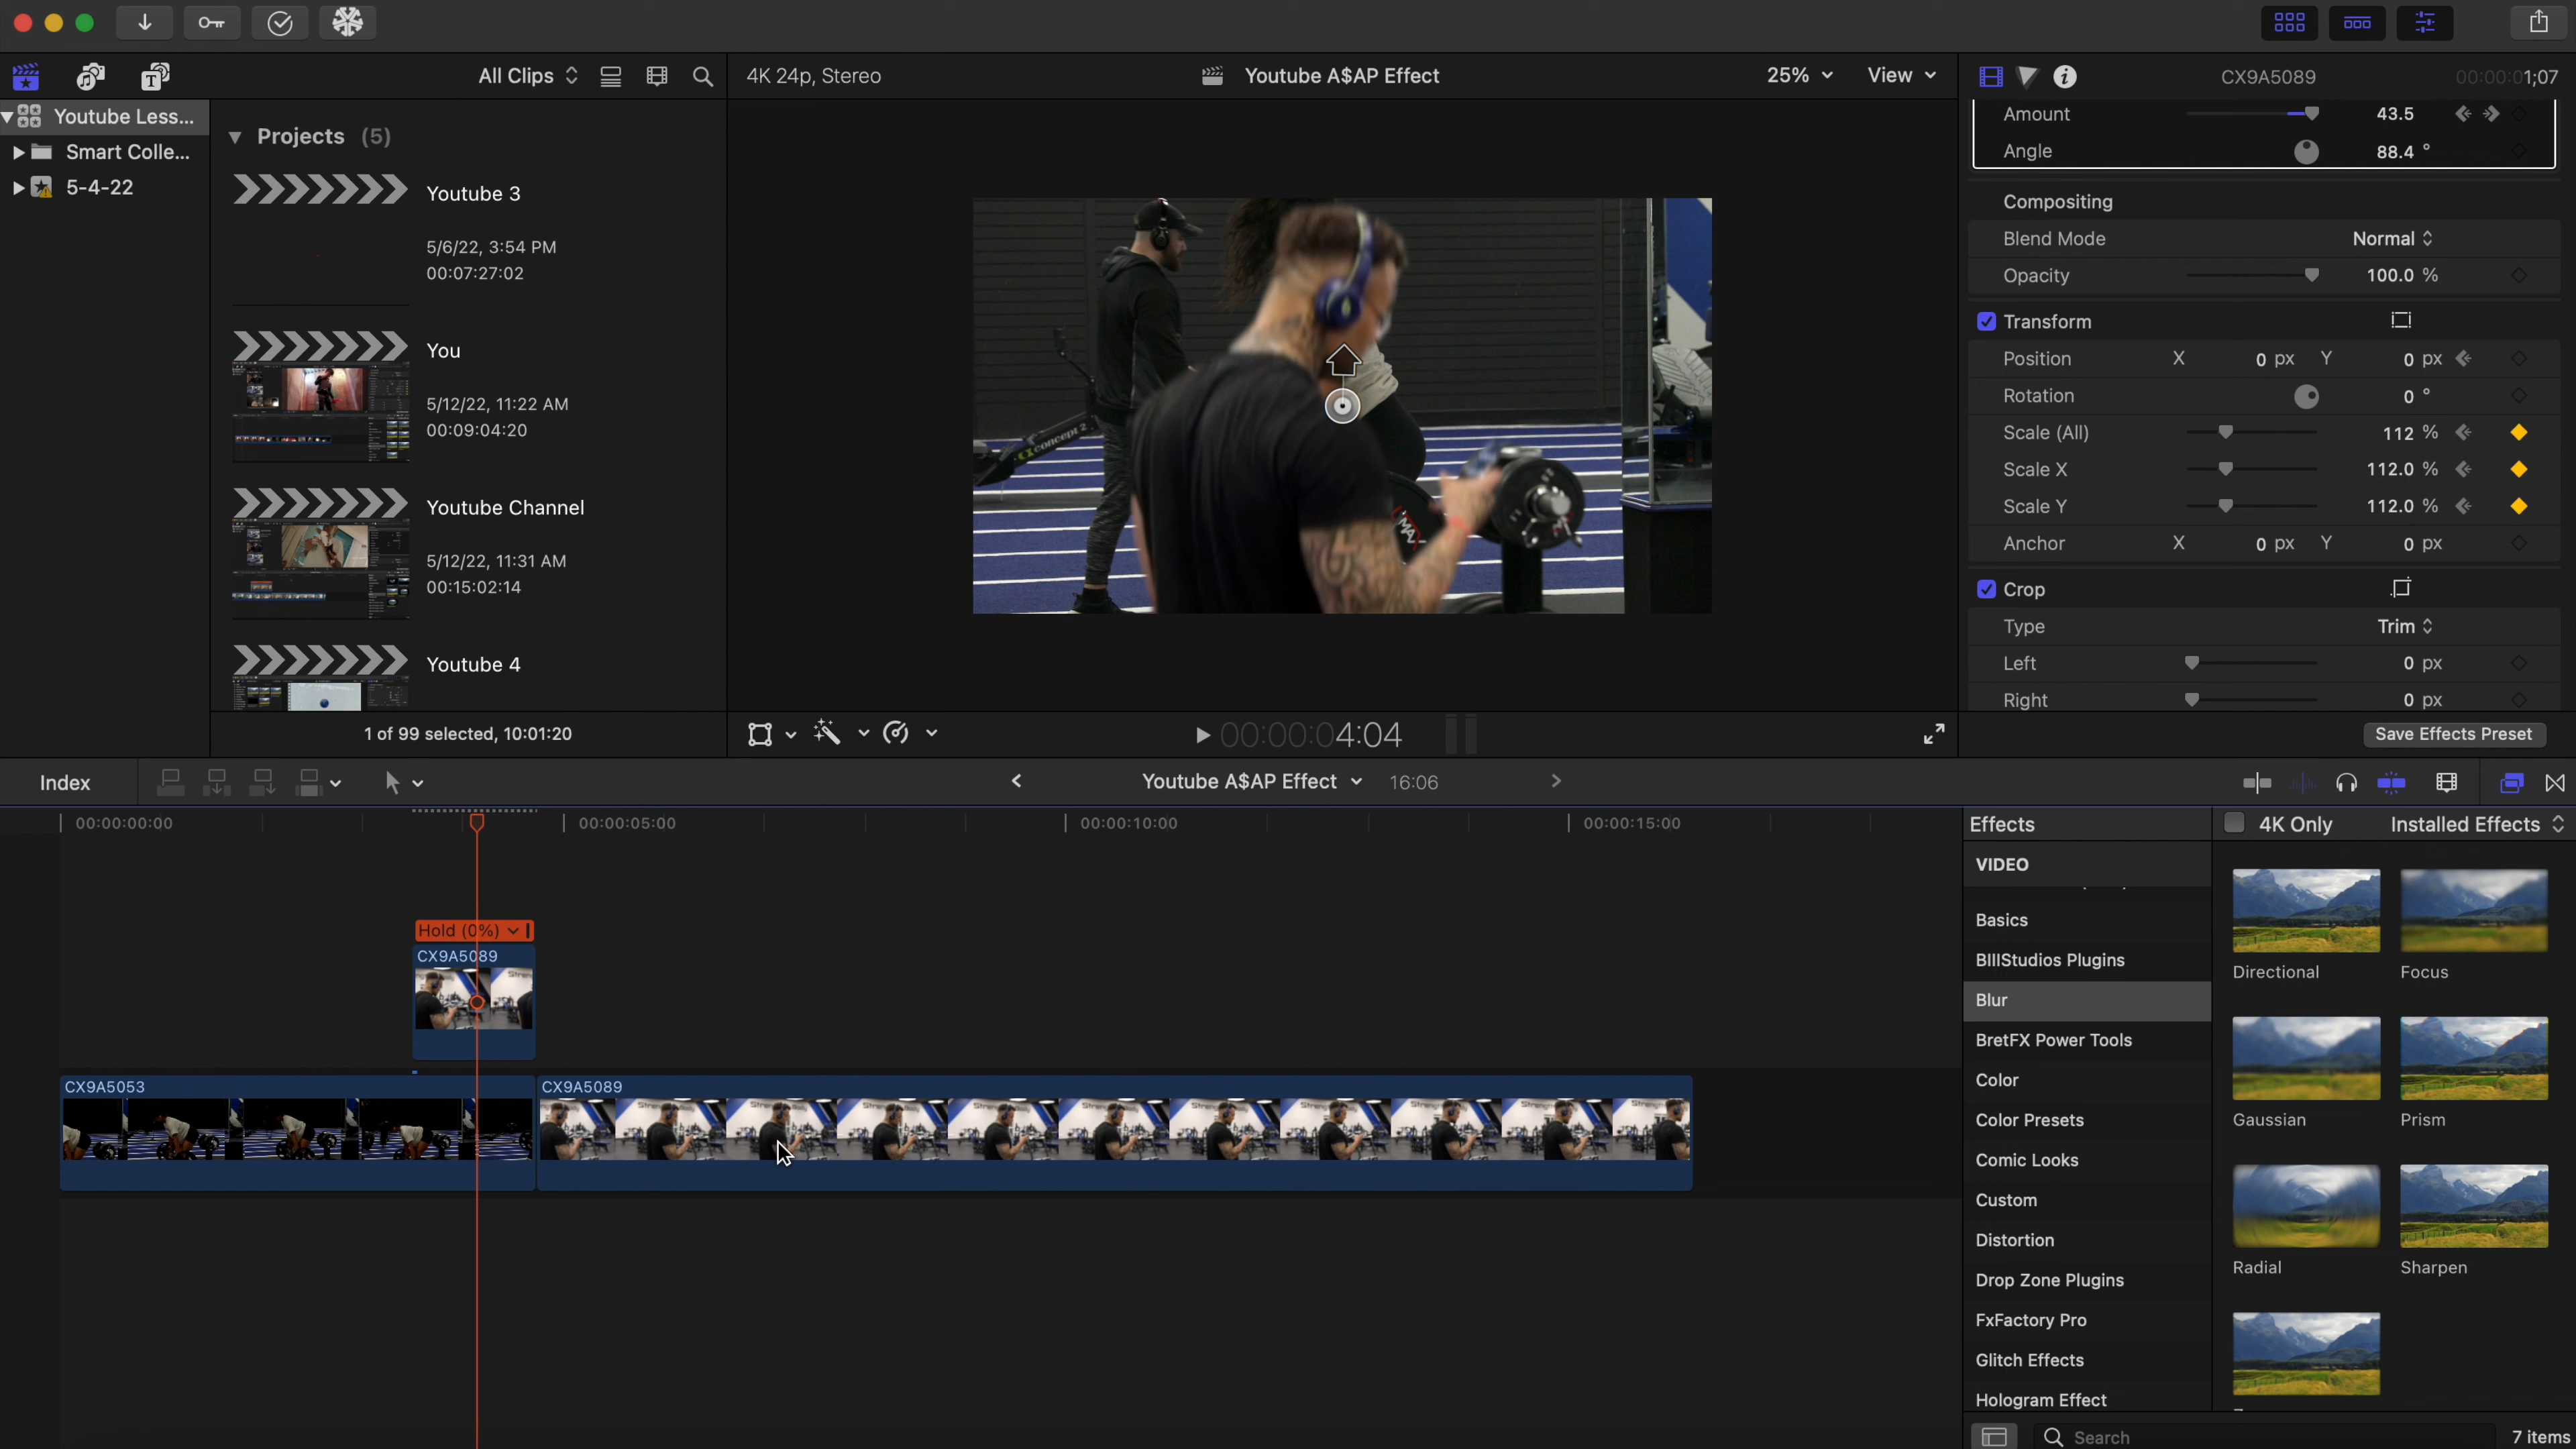 All Clips
4K 24p, Stereo
Youtube A$AP Effect
25%
View
CX9A5089
00:00:01;07
Youtube Less...
Smart Colle...
5-4-22
Projects (5)
Youtube 3
5/6/22, 3:54 PM
00:07:27:02
You
5/12/22, 11:22 AM
00:09:04:20
Youtube Channel
5/12/22, 11:31 AM
00:15:02:14
Youtube 4
1 of 99 selected, 10:01:20
concept 2
MAX
00:00:04:04
Amount 43.5
Angle 88.4 °
Compositing
Blend Mode Normal
Opacity 100.0 %
Transform
Position X 0 px Y 0 px
Rotation 0 °
Scale (All) 112 %
Scale X 112.0 %
Scale Y 112.0 %
Anchor X 0 px Y 0 px
Crop
Type Trim
Left 0 px
Right 0 px
Save Effects Preset
Index
Youtube A$AP Effect 16:06
00:00:00:00
00:00:05:00
00:00:10:00
00:00:15:00
Hold (0%)
CX9A5089
CX9A5053
CX9A5089
Effects
4K Only
Installed Effects
VIDEO
Basics
BIIIStudios Plugins
Blur
BretFX Power Tools
Color
Color Presets
Comic Looks
Custom
Distortion
Drop Zone Plugins
FxFactory Pro
Glitch Effects
Hologram Effect
Directional
Focus
Gaussian
Prism
Radial
Sharpen
Search
7 items